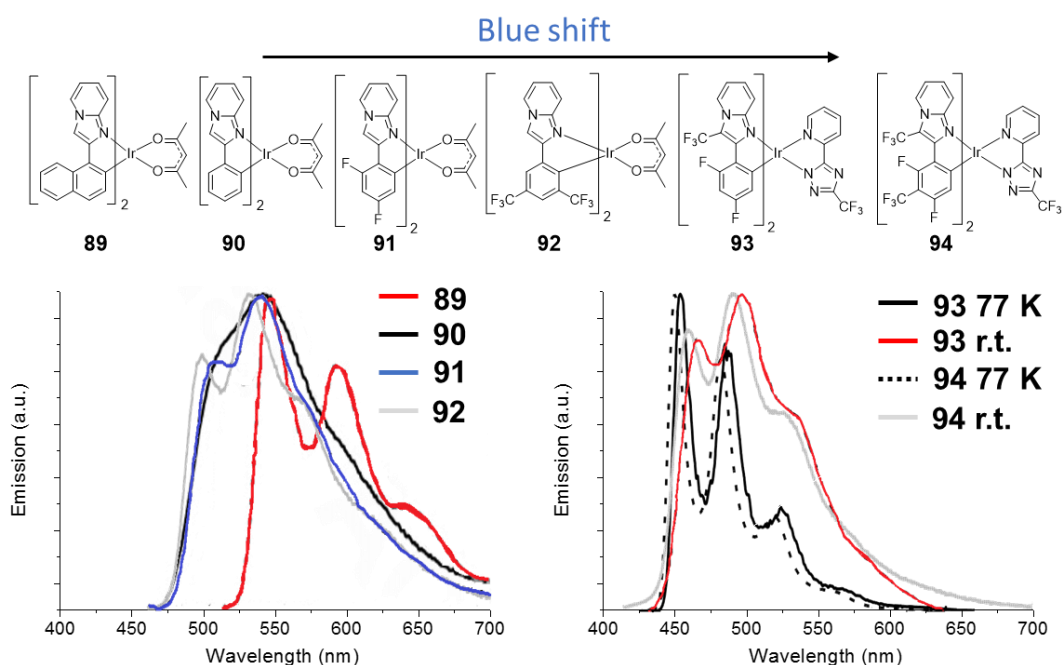 Blue shift
N N Ir O O 2
N N Ir O O 2
N N F F Ir O O 2
N N F3C CF3 Ir O O 2
N N F3C F F Ir N N N N CF3 2
N N F3C F F3C F Ir N N N N CF3 2
89 90 91 92 93 94
89
90
91
92
Emission (a.u.)
400 450 500 550 600 650 700
Wavelength (nm)
93 77 K
93 r.t.
94 77 K
94 r.t.
Emission (a.u.)
400 450 500 550 600 650 700
Wavelength (nm)